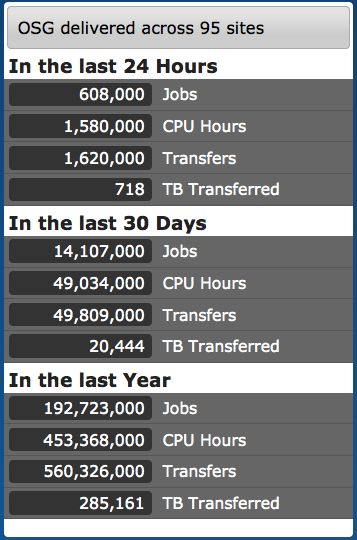 OSG delivered across 95 sites
In the last 24 Hours
608,000 Jobs
1,580,000 CPU Hours
1,620,000 Transfers
718 TB Transferred
In the last 30 Days
14,107,000 Jobs
49,034,000 CPU Hours
49,809,000 Transfers
20,444 TB Transferred
In the last Year
192,723,000 Jobs
453,368,000 CPU Hours
560,326,000 Transfers
285,161 TB Transferred